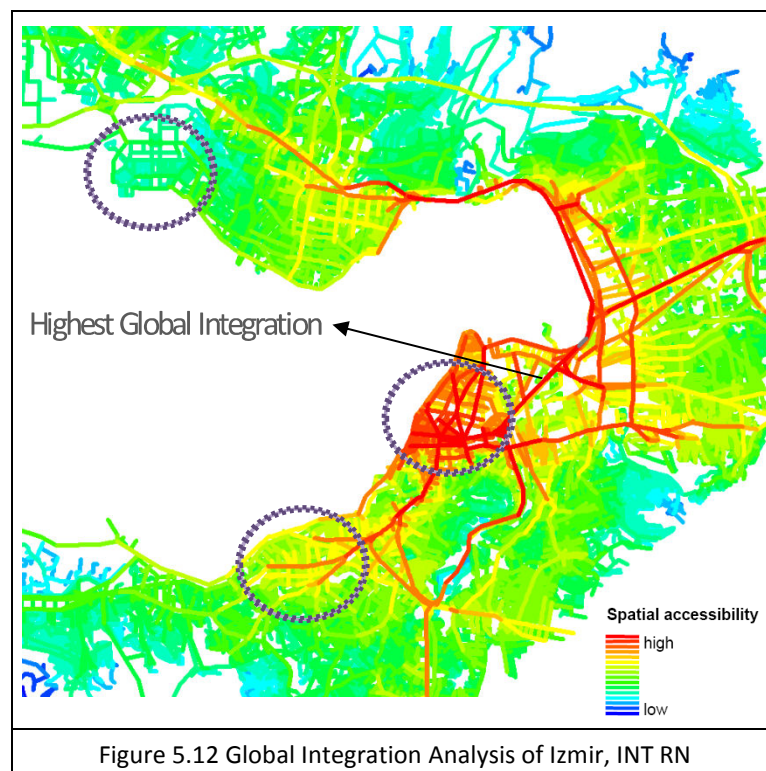 Highest Global Integration
Spatial accessibility
high
low
Figure 5.12 Global Integration Analysis of Izmir, INT RN